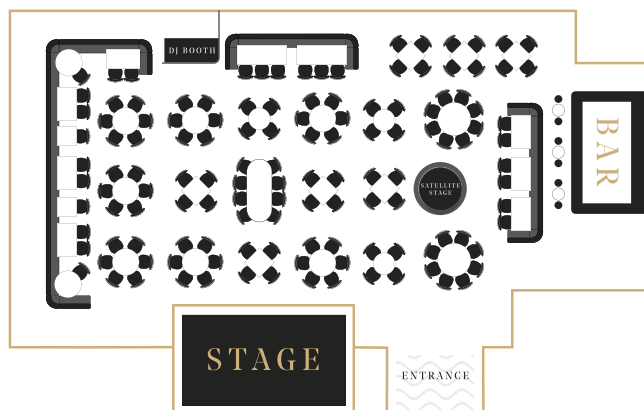 DJ BOOTH
BAR
SATELLITE
STAGE
STAGE
ENTRANCE